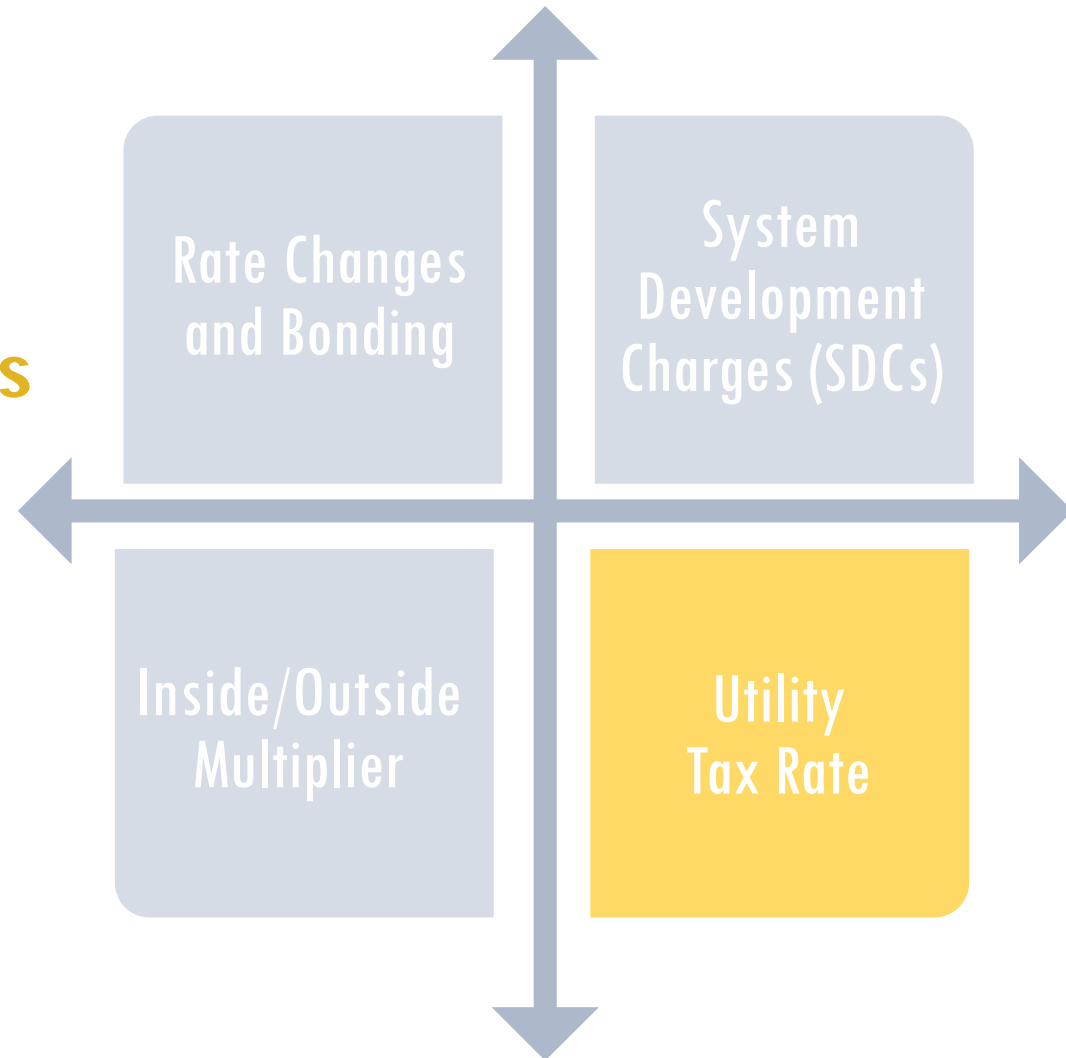 Rate Changes
and Bonding
System
Development
Charges (SDCs)
s
Inside/Outside
Multiplier
Utility
Tax Rate